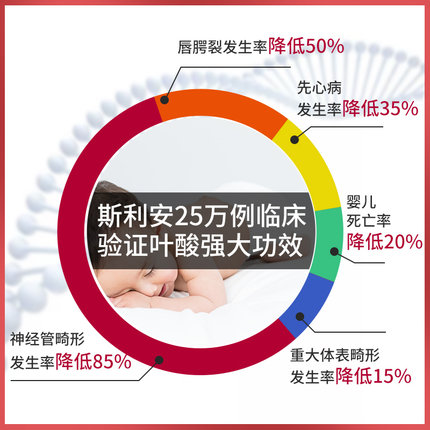 唇腭裂发生率降低50%
先心病
发生率降低35%
婴儿
死亡率
降低20%
斯利安25万例临床
验证叶酸强大功效
神经管畸形
发生率降低85%
重大体表畸形
发生率降低15%